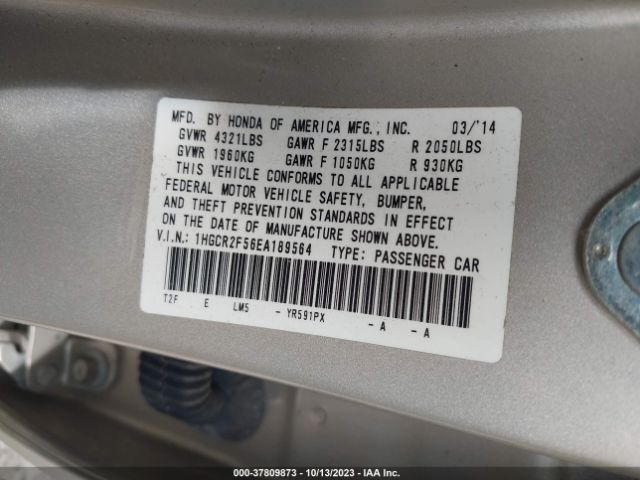 MFD. BY HONDA OF AMERICA MFG., INC. 03/'14
GVWR 4321LBS GAWR F 2315LBS R 2050LBS
GVWR 1960KG GAWR F 1050KG R 930KG
THIS VEHICLE CONFORMS TO ALL APPLICABLE
FEDERAL MOTOR VEHICLE SAFETY, BUMPER,
AND THEFT PREVENTION STANDARDS IN EFFECT
ON THE DATE OF MANUFACTURE SHOWN ABOVE.
V.I.N.: 1HGCR2F56EA189564 TYPE: PASSENGER CAR
T2F E LM5 - YR591PX - A - A
000-37809873 - 10/13/2023 - IAA